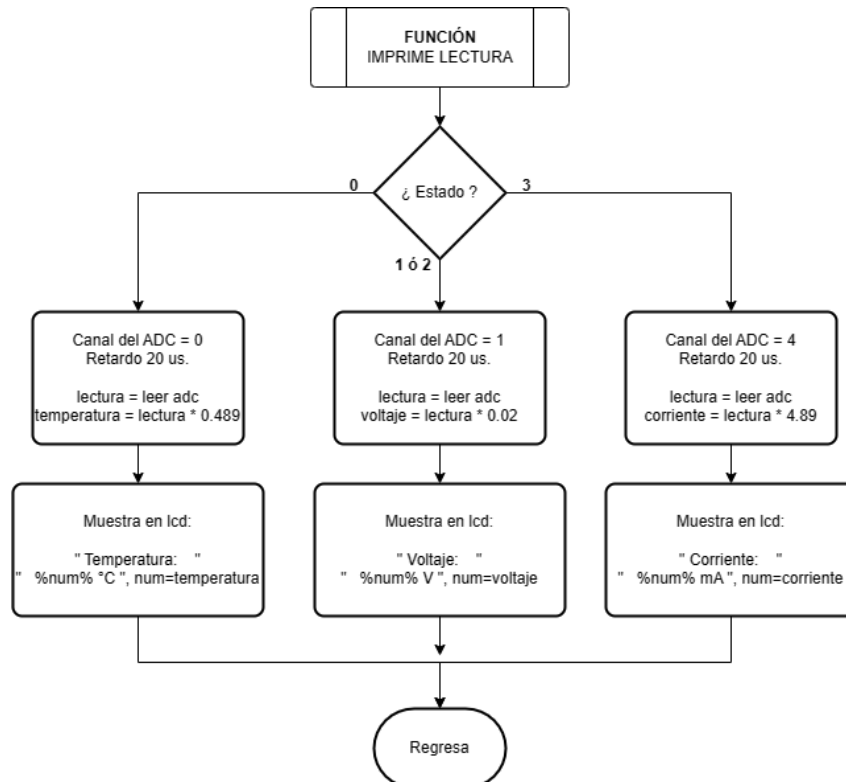 FUNCIÓN
IMPRIME LECTURA
¿ Estado ?
0
3
1 ó 2
Canal del ADC = 0
Retardo 20 us.
lectura = leer adc
temperatura = lectura * 0.489
Canal del ADC = 1
Retardo 20 us.
lectura = leer adc
voltaje = lectura * 0.02
Canal del ADC = 4
Retardo 20 us.
lectura = leer adc
corriente = lectura * 4.89
Muestra en lcd:
" Temperatura:    "
"   %num% °C ", num=temperatura
Muestra en lcd:
" Voltaje:    "
"   %num% V ", num=voltaje
Muestra en lcd:
" Corriente:    "
"   %num% mA ", num=corriente
Regresa